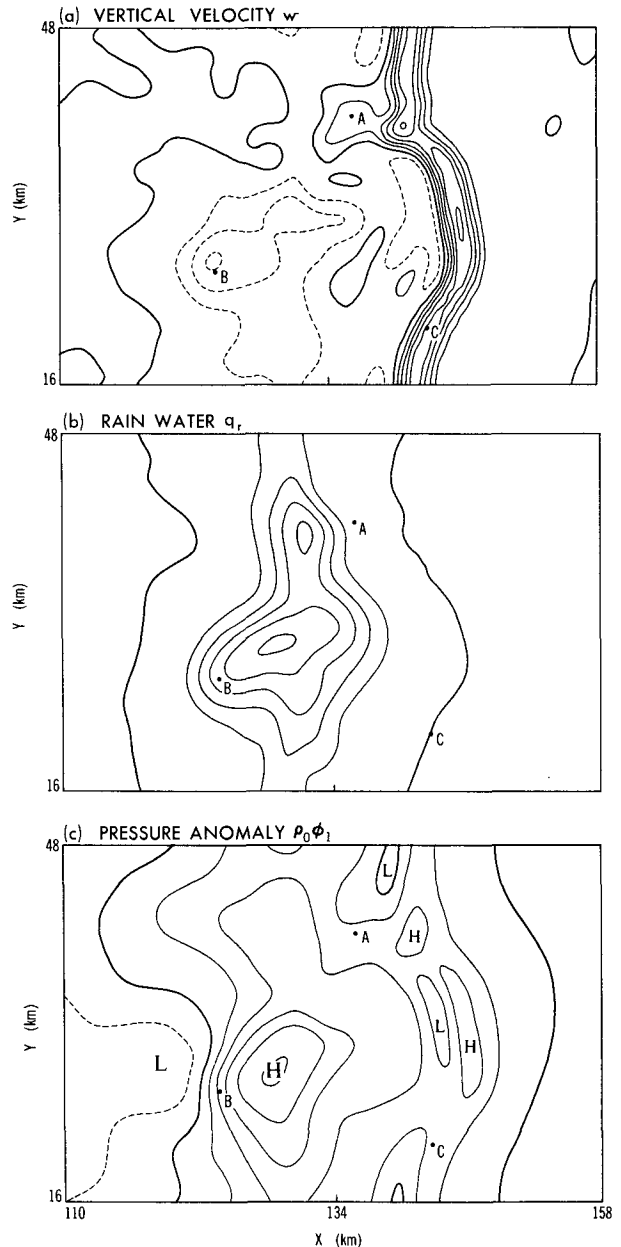 (a) VERTICAL VELOCITY w
48
Y (km)
A
B
C
16
(b) RAIN WATER qᵣ
48
Y (km)
A
B
C
16
(c) PRESSURE ANOMALY ρ₀ϕ₁
48
L
A
H
Y (km)
L
H
L
H
B
C
16
110
134
158
X (km)